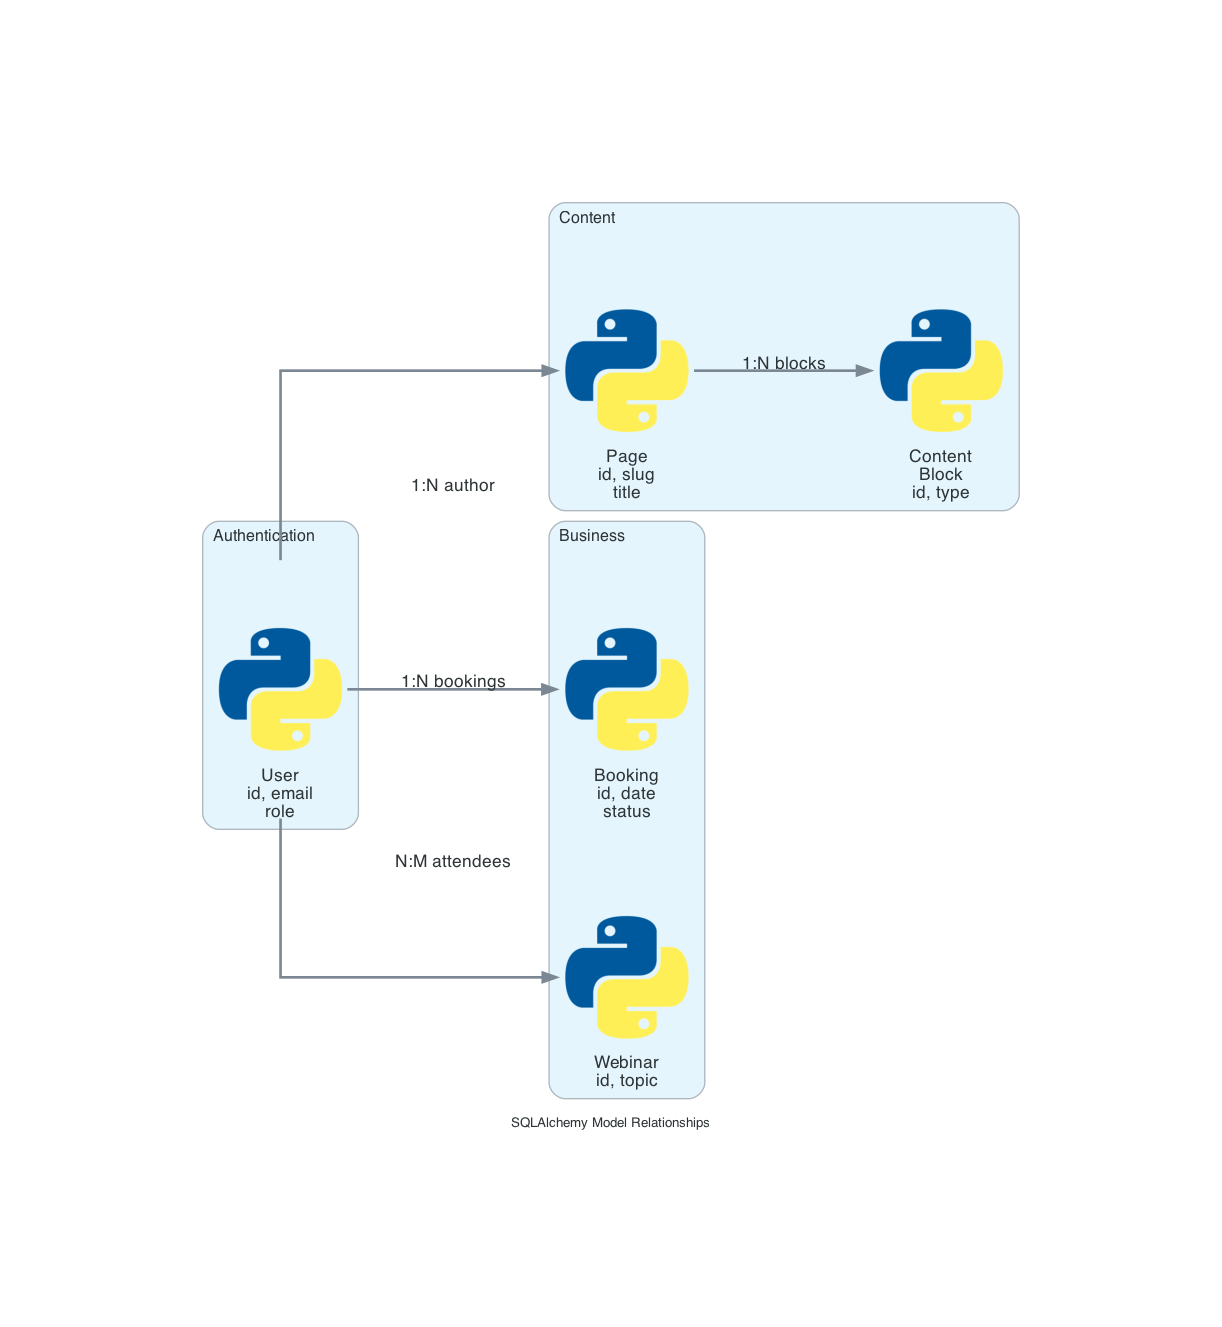 Content
1:N blocks
Page
id, slug
title
Content
Block
id, type
1:N author
Authentication
Business
1:N bookings
User
id, email
role
Booking
id, date
status
N:M attendees
Webinar
id, topic
SQLAlchemy Model Relationships